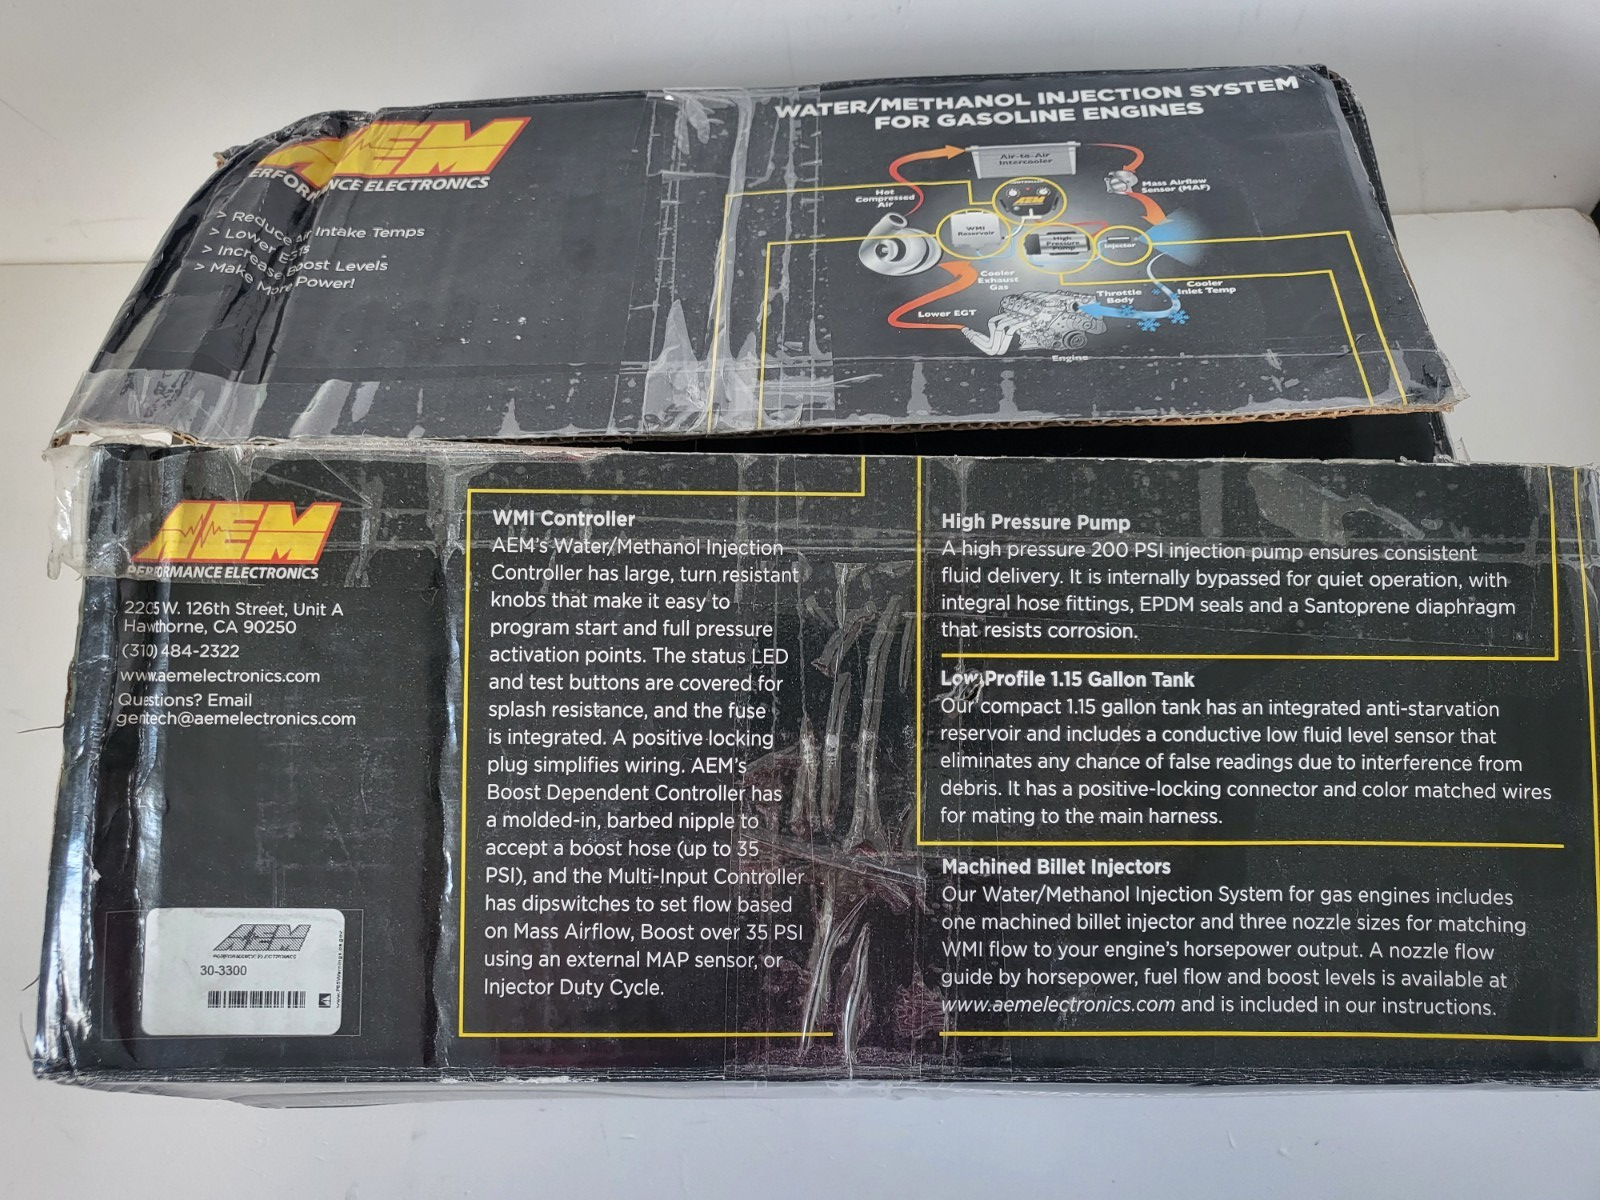 AEM
PERFORMANCE ELECTRONICS
> Reduce Air Intake Temps
> Lower EGTs
> Increase Boost Levels
> Make More Power!
WATER/METHANOL INJECTION SYSTEM
FOR GASOLINE ENGINES
Air-to-Air
Intercooler
Hot
Compressed
Air
Mass Airflow
Sensor (MAF)
CONTROLLER
AEM
WMI
Reservoir
High
Pressure
Pump
Injector
Cooler
Exhaust
Gas
Throttle
Body
Cooler
Inlet Temp
Lower EGT
Engine
AEM
PERFORMANCE ELECTRONICS
2205 W. 126th Street, Unit A
Hawthorne, CA 90250
(310) 484-2322
www.aemelectronics.com
Questions? Email
gentech@aemelectronics.com
AEM
PERFORMANCE ELECTRONICS
30-3300
www.P65Warnings.ca.gov
WMI Controller
AEM's Water/Methanol Injection
Controller has large, turn resistant
knobs that make it easy to
program start and full pressure
activation points. The status LED
and test buttons are covered for
splash resistance, and the fuse
is integrated. A positive locking
plug simplifies wiring. AEM's
Boost Dependent Controller has
a molded-in, barbed nipple to
accept a boost hose (up to 35
PSI), and the Multi-Input Controller
has dipswitches to set flow based
on Mass Airflow, Boost over 35 PSI
using an external MAP sensor, or
Injector Duty Cycle.
High Pressure Pump
A high pressure 200 PSI injection pump ensures consistent
fluid delivery. It is internally bypassed for quiet operation, with
integral hose fittings, EPDM seals and a Santoprene diaphragm
that resists corrosion.
Low Profile 1.15 Gallon Tank
Our compact 1.15 gallon tank has an integrated anti-starvation
reservoir and includes a conductive low fluid level sensor that
eliminates any chance of false readings due to interference from
debris. It has a positive-locking connector and color matched wires
for mating to the main harness.
Machined Billet Injectors
Our Water/Methanol Injection System for gas engines includes
one machined billet injector and three nozzle sizes for matching
WMI flow to your engine's horsepower output. A nozzle flow
guide by horsepower, fuel flow and boost levels is available at
www.aemelectronics.com and is included in our instructions.